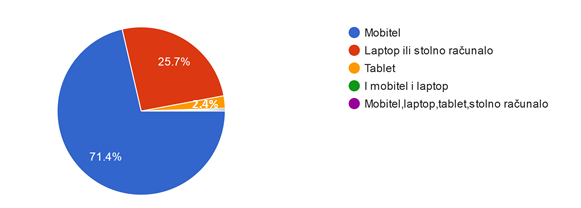 Mobitel
Laptop ili stolno računalo
Tablet
I mobitel i laptop
Mobitel,laptop,tablet,stolno računalo
25.7%
2.4%
71.4%